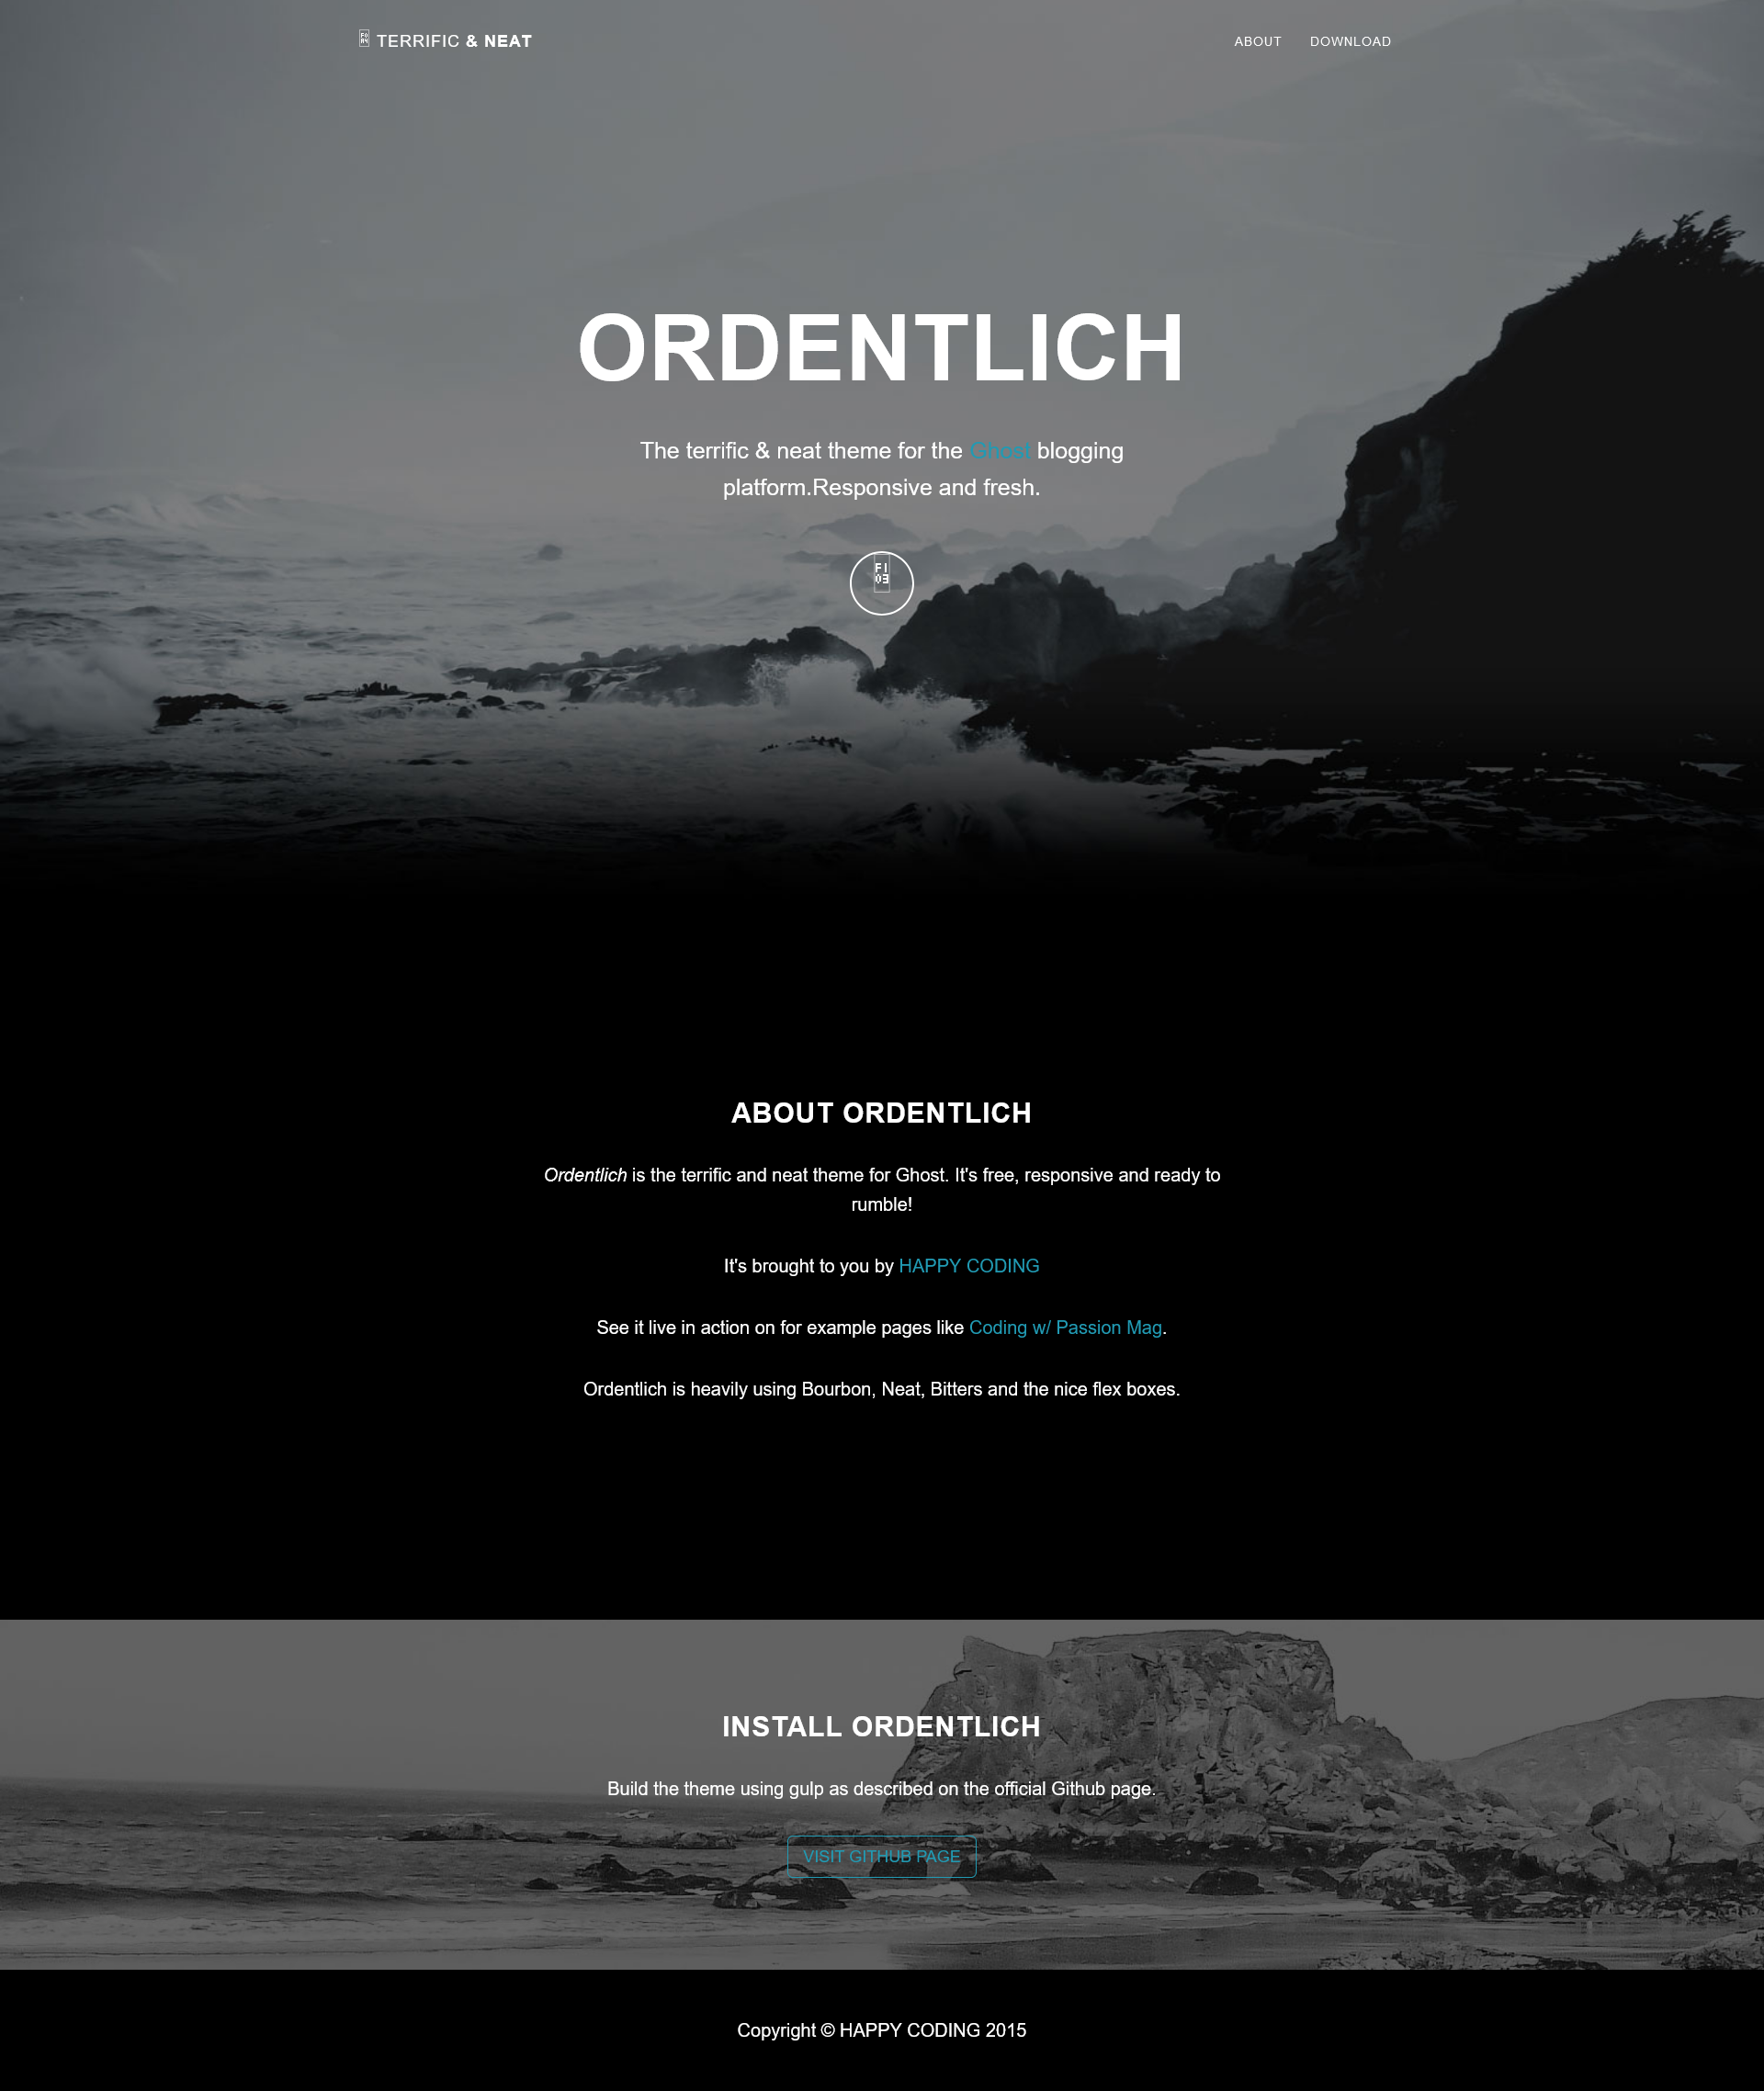 TERRIFIC & NEAT
ABOUT
DOWNLOAD
ORDENTLICH
The terrific & neat theme for the Ghost blogging
platform.Responsive and fresh.
ABOUT ORDENTLICH
Ordentlich is the terrific and neat theme for Ghost. It's free, responsive and ready to
rumble!
It's brought to you by HAPPY CODING
See it live in action on for example pages like Coding w/ Passion Mag.
Ordentlich is heavily using Bourbon, Neat, Bitters and the nice flex boxes.
INSTALL ORDENTLICH
Build the theme using gulp as described on the official Github page.
VISIT GITHUB PAGE
Copyright © HAPPY CODING 2015